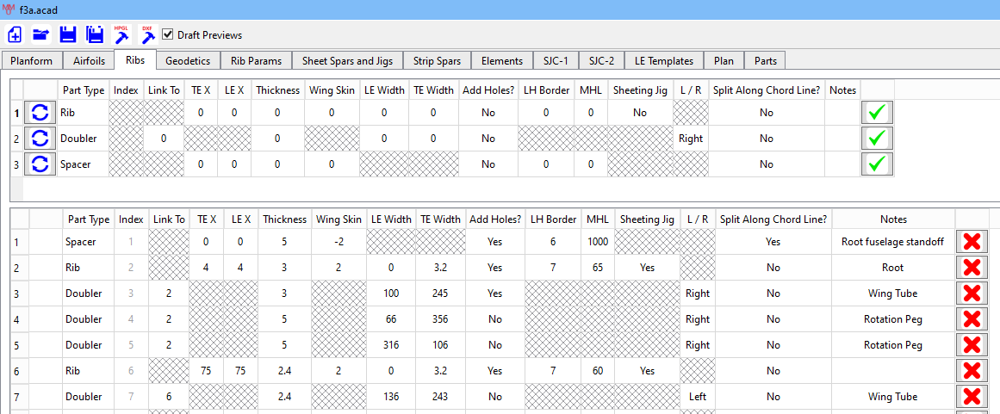 f3a.acad
HPGL DXF Draft Previews
Planform Airfoils Ribs Geodetics Rib Params Sheet Spars and Jigs Strip Spars Elements SJC-1 SJC-2 LE Templates Plan Parts
Part Type Index Link To TE X LE X Thickness Wing Skin LE Width TE Width Add Holes? LH Border MHL Sheeting Jig L / R Split Along Chord Line? Notes
1 Rib 0 0 0 0 0 0 No 0 0 No No
2 Doubler 0 0 0 0 No Right No
3 Spacer 0 0 0 0 No 0 0 No
Part Type Index Link To TE X LE X Thickness Wing Skin LE Width TE Width Add Holes? LH Border MHL Sheeting Jig L / R Split Along Chord Line? Notes
1 Spacer 1 0 0 5 -2 Yes 6 1000 Yes Root fuselage standoff
2 Rib 2 4 4 3 2 0 3.2 Yes 7 65 Yes No Root
3 Doubler 3 2 3 100 245 Yes Right No Wing Tube
4 Doubler 4 2 5 66 356 No Right No Rotation Peg
5 Doubler 5 2 5 316 106 No Right No Rotation Peg
6 Rib 6 75 75 2.4 2 0 3.2 Yes 7 60 Yes No
7 Doubler 7 6 2.4 136 243 No Left No Wing Tube